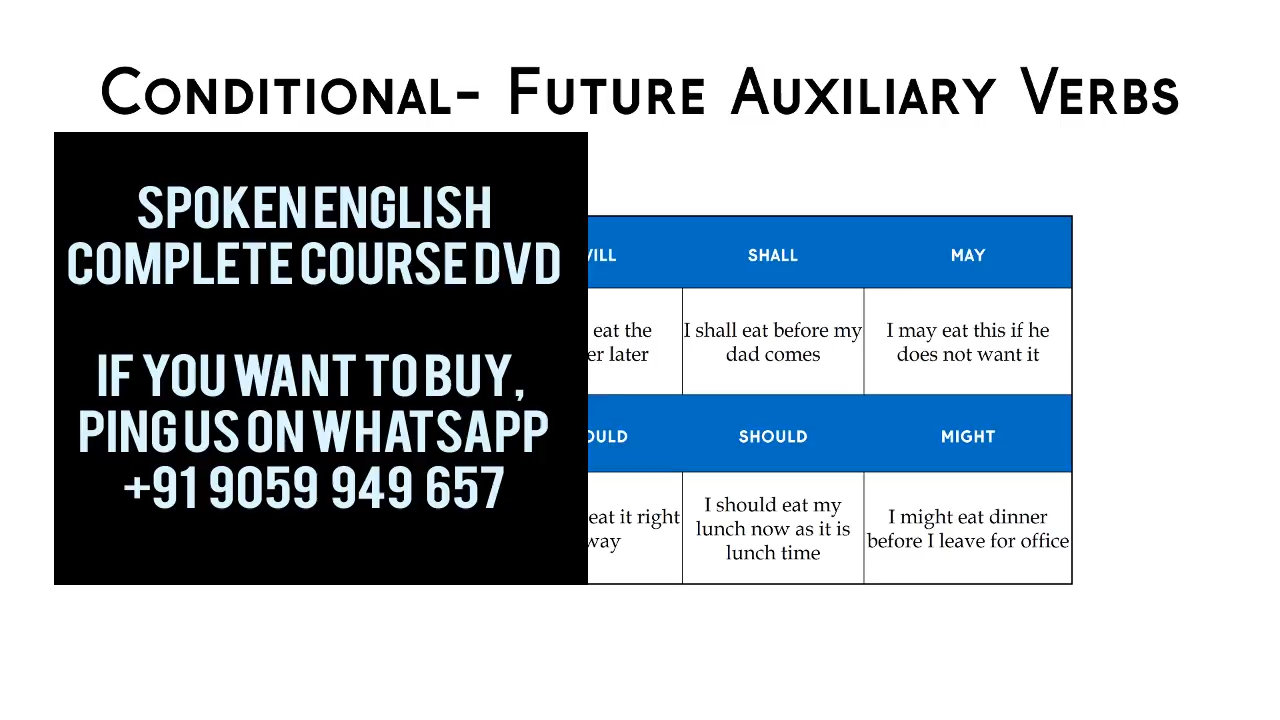 Conditional- Future Auxiliary Verbs
SPOKEN ENGLISH
COMPLETE COURSE DVD
IF YOU WANT TO BUY,
PING US ON WHATSAPP
+91 9059 949 657
SHALL
MAY
eat the
later
I shall eat before my
dad comes
I may eat this if he
does not want it
SHOULD
MIGHT
eat it right
I should eat my
lunch now as it is
lunch time
I might eat dinner
before I leave for office